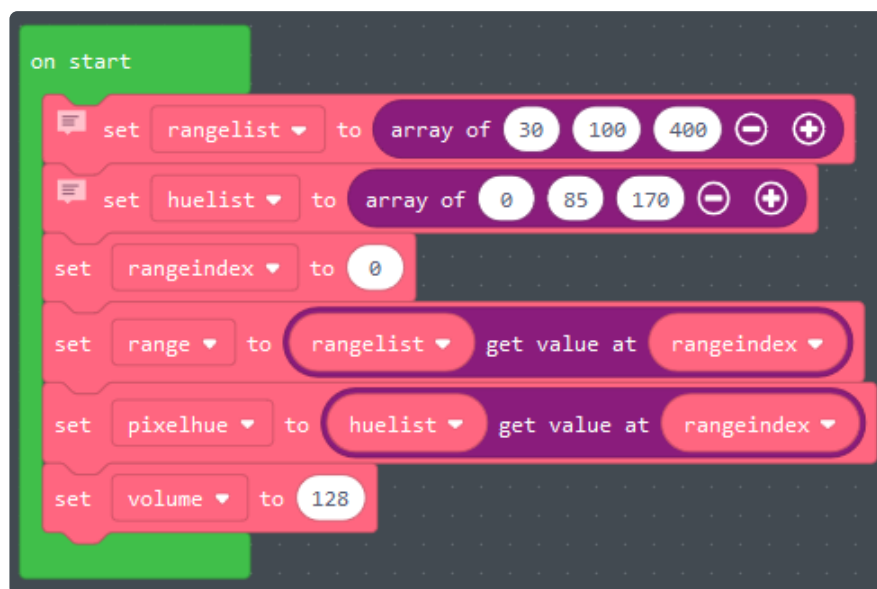 on start
set rangelist to array of 30 100 400
set huelist to array of 0 85 170
set rangeindex to 0
set range to rangelist get value at rangeindex
set pixelhue to huelist get value at rangeindex
set volume to 128